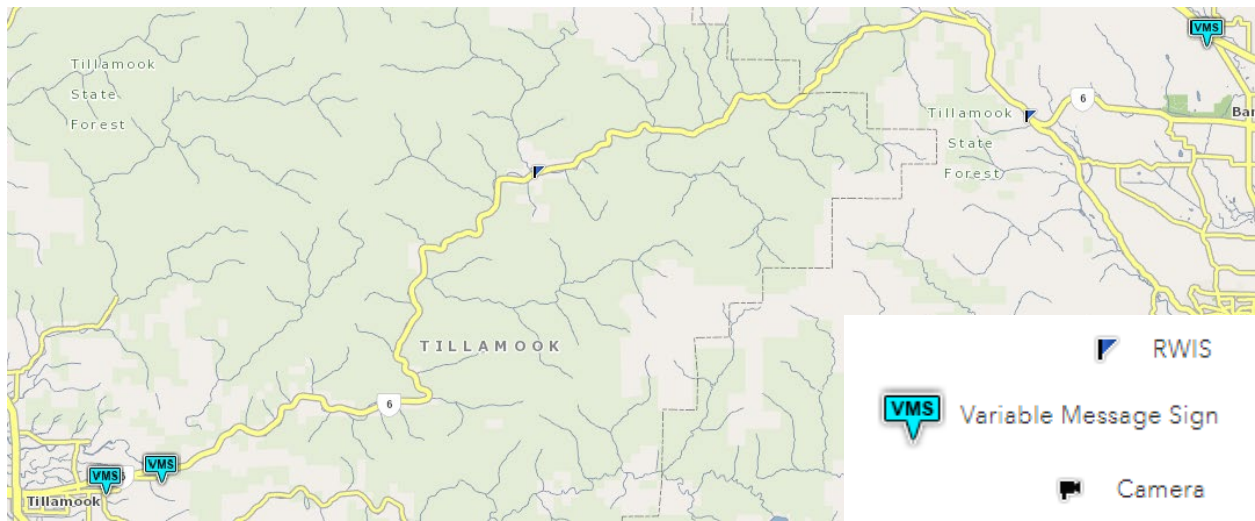 VMS
Tillamook
State
Forest
6
Tillamook
State
Forest
TILLAMOOK
6
VMS
VMS
Tillamook
RWIS
VMS
Variable Message Sign
Camera